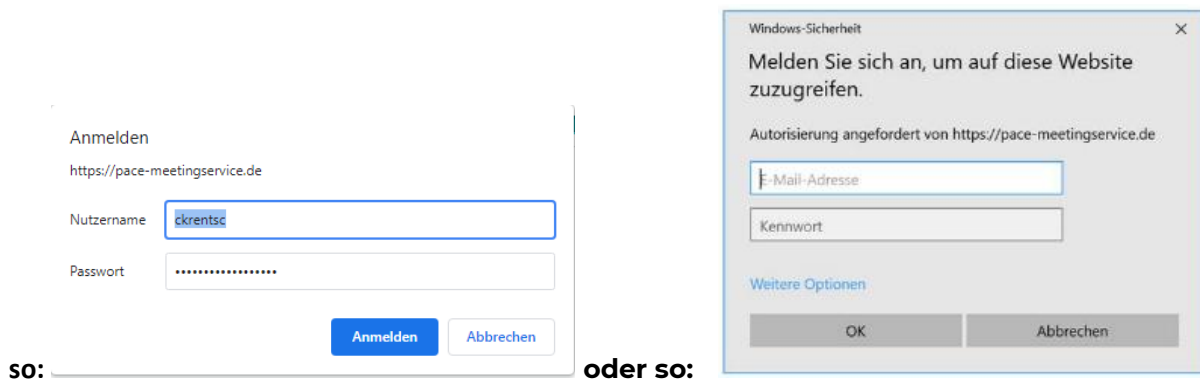 Anmelden
https://pace-meetingservice.de
Nutzername ckrentsc
Passwort ••••••••••••••••••
Anmelden Abbrechen
so:
oder so:
Windows-Sicherheit
Melden Sie sich an, um auf diese Website
zuzugreifen.
Autorisierung angefordert von https://pace-meetingservice.de
E-Mail-Adresse
Kennwort
Weitere Optionen
OK Abbrechen